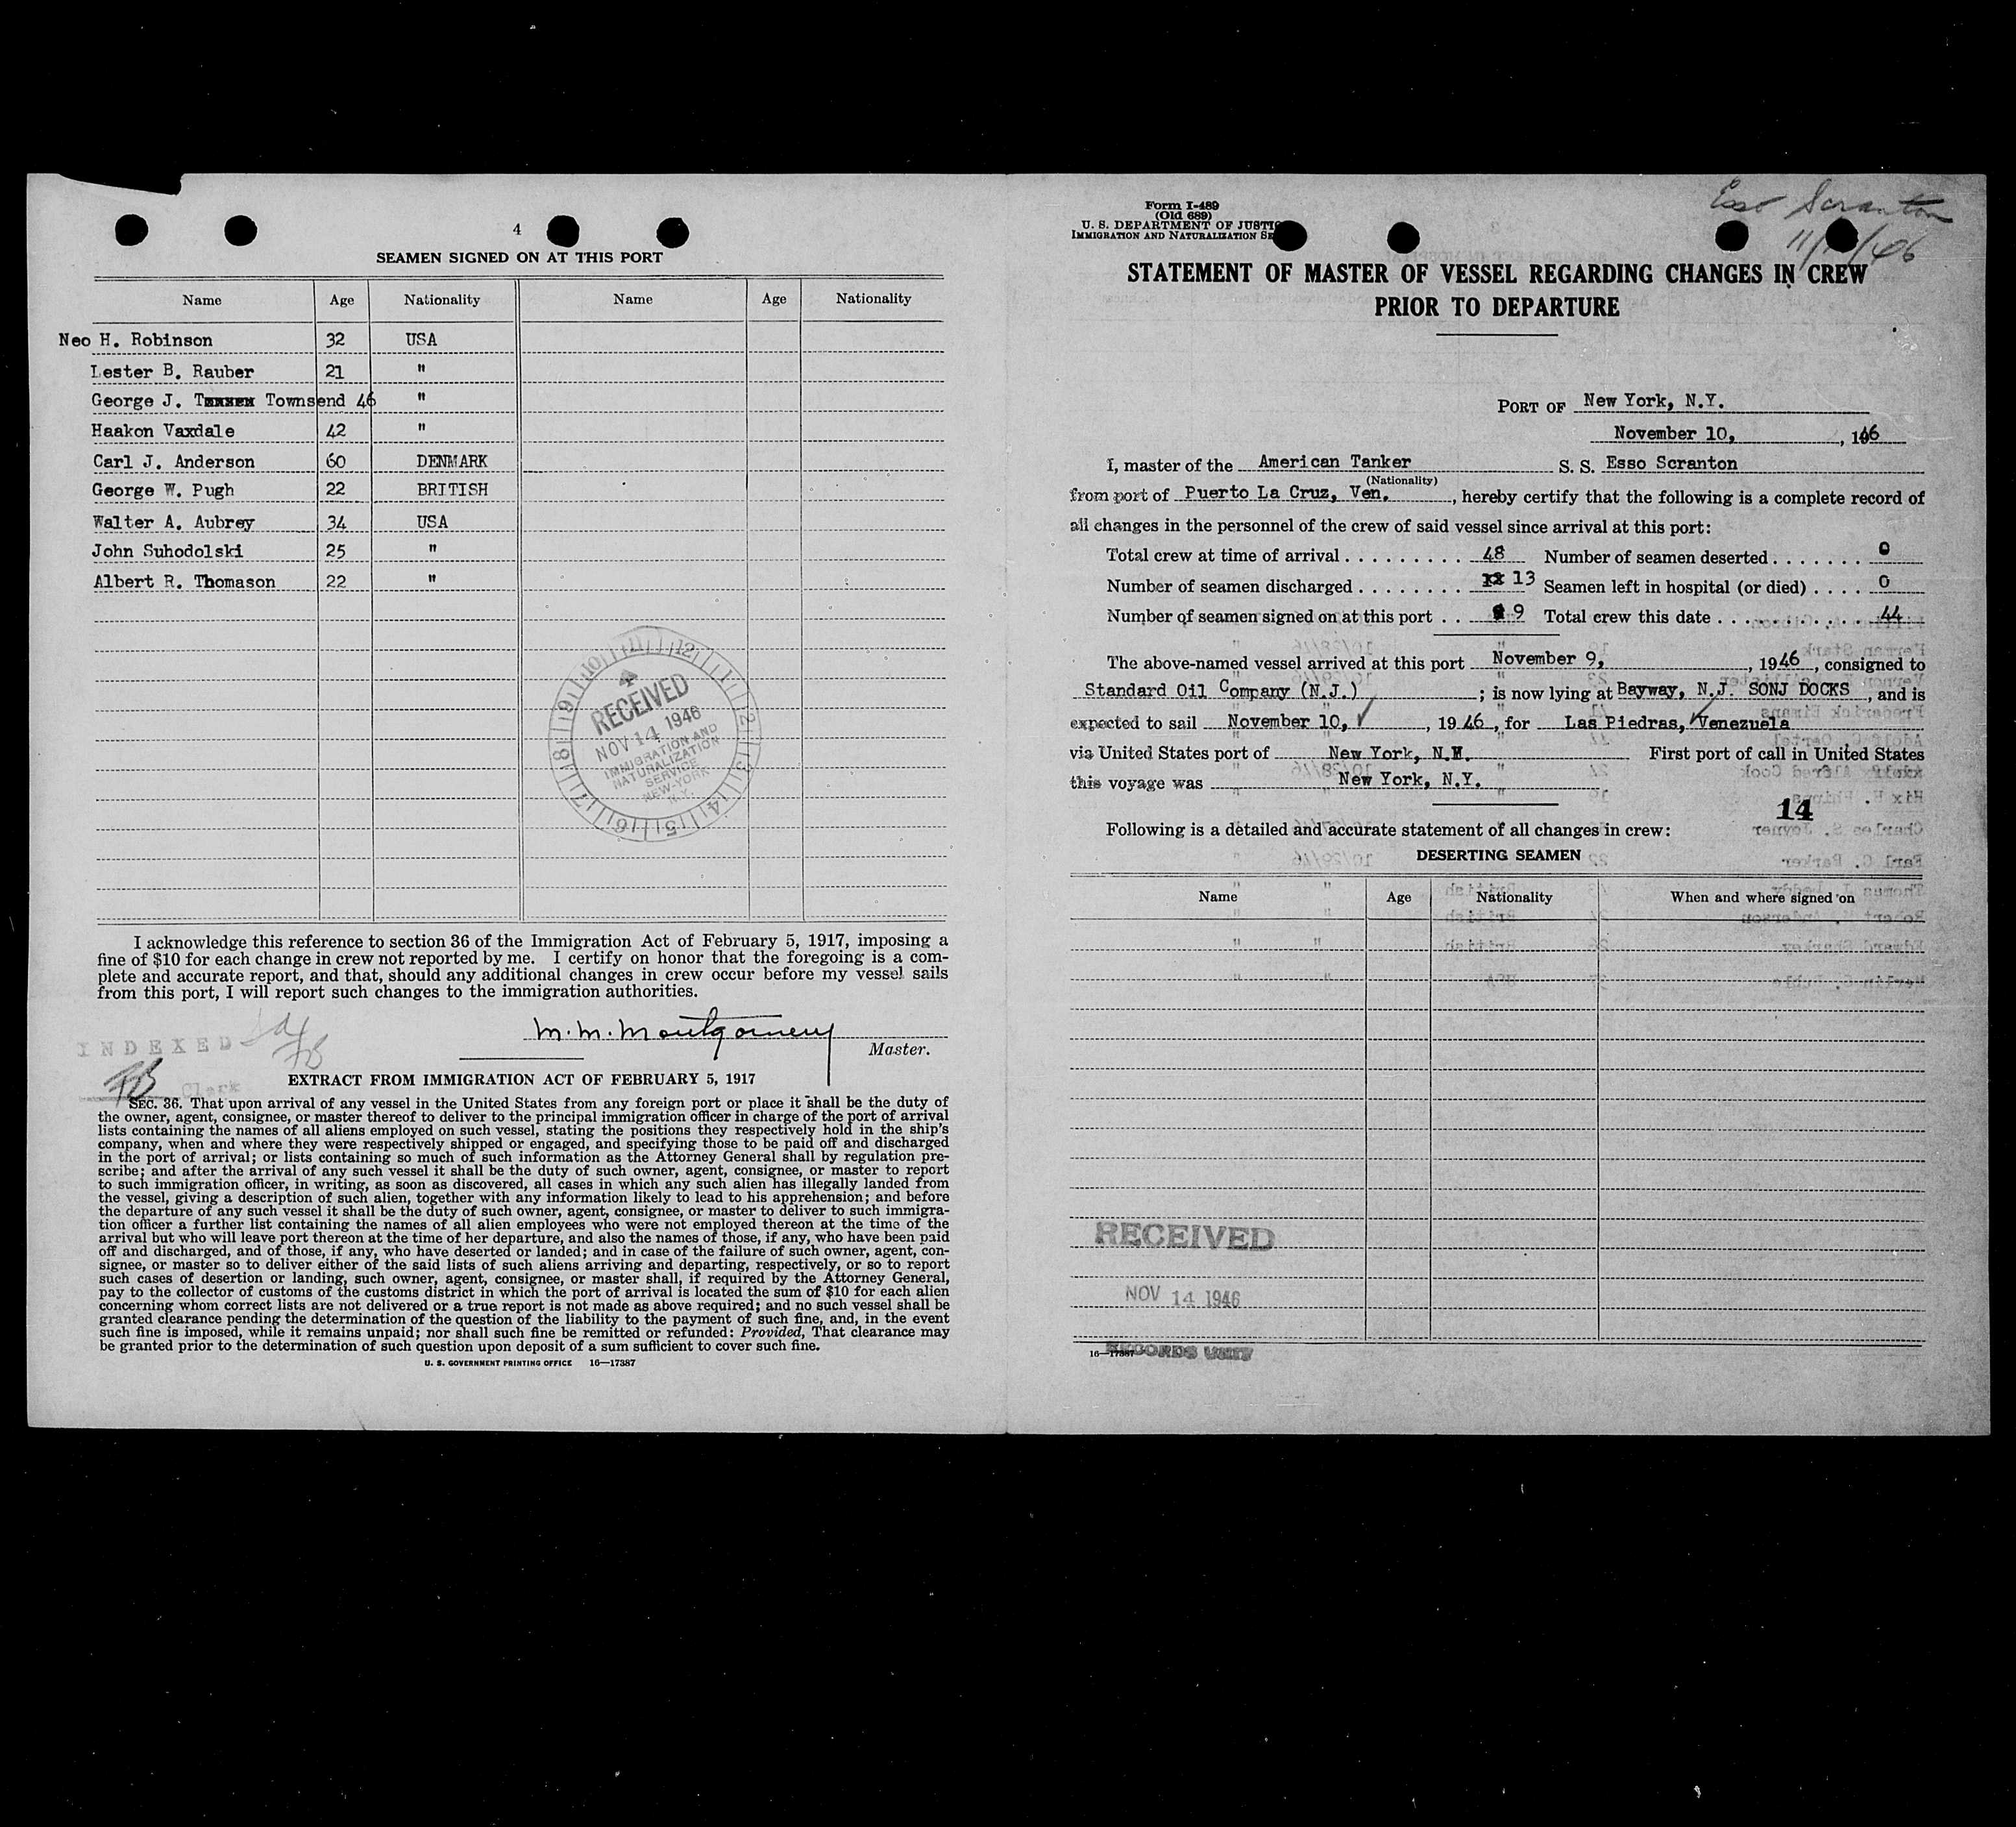 4
SEAMEN SIGNED ON AT THIS PORT
Name Age Nationality Name Age Nationality
Neo H. Robinson 32 USA
Lester B. Rauber 21 "
George J. Townsend 46 "
Haakon Vaxdale 42 "
Carl J. Anderson 60 DENMARK
George W. Pugh 22 BRITISH
Walter A. Aubrey 34 USA
John Suhodolski 25 "
Albert R. Thomason 22 "
RECEIVED
NOV 14 1946
IMMIGRATION AND
NATURALIZATION
SERVICE
NEW-YORK
N.Y.
I acknowledge this reference to section 36 of the Immigration Act of February 5, 1917, imposing a
fine of $10 for each change in crew not reported by me. I certify on honor that the foregoing is a com-
plete and accurate report, and that, should any additional changes in crew occur before my vessel sails
from this port, I will report such changes to the immigration authorities.
M. M. Montgomery
Master.
INDEXED
Clerk
EXTRACT FROM IMMIGRATION ACT OF FEBRUARY 5, 1917
SEC. 36. That upon arrival of any vessel in the United States from any foreign port or place it shall be the duty of
the owner, agent, consignee, or master thereof to deliver to the principal immigration officer in charge of the port of arrival
lists containing the names of all aliens employed on such vessel, stating the positions they respectively hold in the ship's
company, when and where they were respectively shipped or engaged, and specifying those to be paid off and discharged
in the port of arrival; or lists containing so much of such information as the Attorney General shall by regulation pre-
scribe; and after the arrival of any such vessel it shall be the duty of such owner, agent, consignee, or master to report
to such immigration officer, in writing, as soon as discovered, all cases in which any such alien has illegally landed from
the vessel, giving a description of such alien, together with any information likely to lead to his apprehension; and before
the departure of any such vessel it shall be the duty of such owner, agent, consignee, or master to deliver to such immigra-
tion officer a further list containing the names of all alien employees who were not employed thereon at the time of the
arrival but who will leave port thereon at the time of her departure, and also the names of those, if any, who have been paid
off and discharged, and of those, if any, who have deserted or landed; and in case of the failure of such owner, agent, con-
signee, or master so to deliver either of the said lists of such aliens arriving and departing, respectively, or so to report
such cases of desertion or landing, such owner, agent, consignee, or master shall, if required by the Attorney General,
pay to the collector of customs of the customs district in which the port of arrival is located the sum of $10 for each alien
concerning whom correct lists are not delivered or a true report is not made as above required; and no such vessel shall be
granted clearance pending the determination of the question of the liability to the payment of such fine, and, in the event
such fine is imposed, while it remains unpaid; nor shall such fine be remitted or refunded: Provided, That clearance may
be granted prior to the determination of such question upon deposit of a sum sufficient to cover such fine.
U. S. GOVERNMENT PRINTING OFFICE 16—17387
Form I-489
(Old 689)
U. S. DEPARTMENT OF JUSTI
IMMIGRATION AND NATURALIZATION SE
Esso Scranton
STATEMENT OF MASTER OF VESSEL REGARDING CHANGES IN CREW
PRIOR TO DEPARTURE
PORT OF New York, N.Y.
November 10, , 1946
I, master of the American Tanker S. S. Esso Scranton
(Nationality)
from port of Puerto La Cruz, Ven. , hereby certify that the following is a complete record of
all changes in the personnel of the crew of said vessel since arrival at this port:
Total crew at time of arrival . . . . . . . . . . 48 Number of seamen deserted . . . . . . . 0
Number of seamen discharged . . . . . . . . 13 Seamen left in hospital (or died) . . . . 0
Number of seamen signed on at this port . . 9 Total crew this date . . . . . . . . . . . . 44
The above-named vessel arrived at this port November 9, , 1946 , consigned to
Standard Oil Company (N.J.) ; is now lying at Bayway, N.J. SONJ DOCKS , and is
expected to sail November 10, , 1946 , for Las Piedras, Venezuela
via United States port of New York, N.Y. First port of call in United States
this voyage was New York, N.Y.
14
Following is a detailed and accurate statement of all changes in crew:
DESERTING SEAMEN
Name Age Nationality When and where signed on
RECEIVED
NOV 14 1946
RECORDS UNIT
16—17387